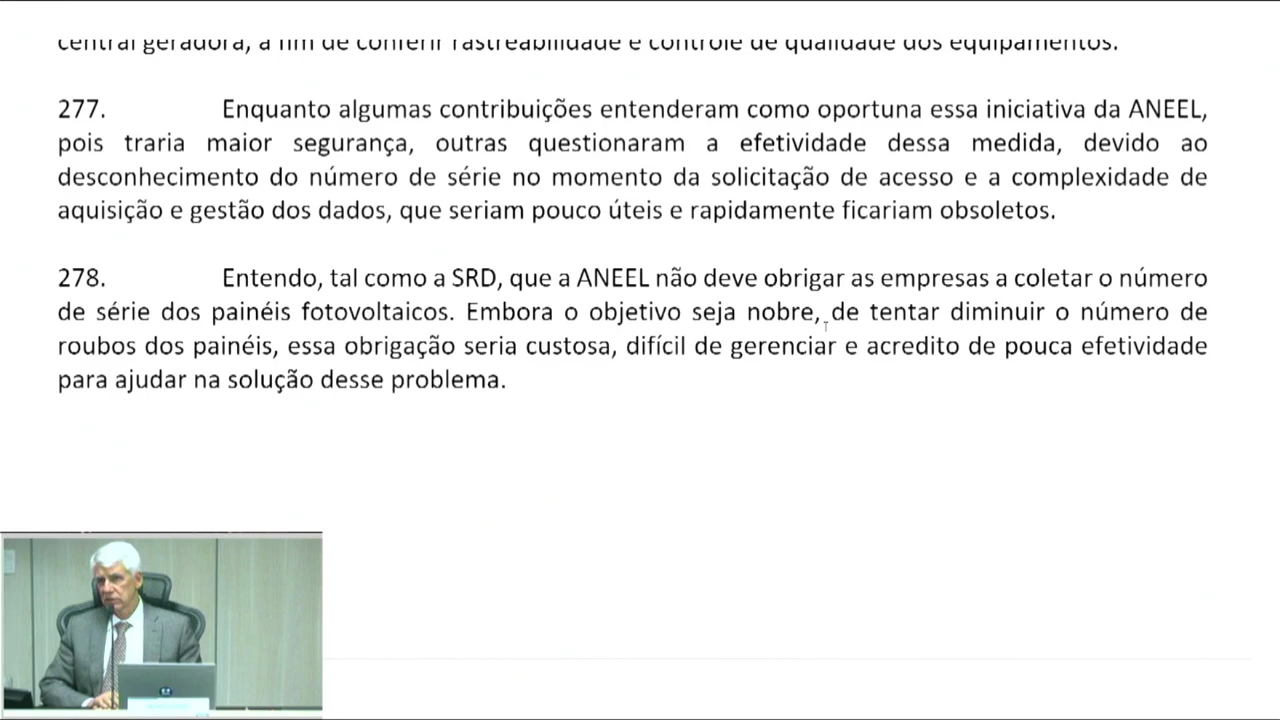 central geradora, a fim de conferir rastreabilidade e controle de qualidade dos equipamentos.
277. Enquanto algumas contribuições entenderam como oportuna essa iniciativa da ANEEL,
pois traria maior segurança, outras questionaram a efetividade dessa medida, devido ao
desconhecimento do número de série no momento da solicitação de acesso e a complexidade de
aquisição e gestão dos dados, que seriam pouco úteis e rapidamente ficariam obsoletos.
278. Entendo, tal como a SRD, que a ANEEL não deve obrigar as empresas a coletar o número
de série dos painéis fotovoltaicos. Embora o objetivo seja nobre, de tentar diminuir o número de
roubos dos painéis, essa obrigação seria custosa, difícil de gerenciar e acredito de pouca efetividade
para ajudar na solução desse problema.